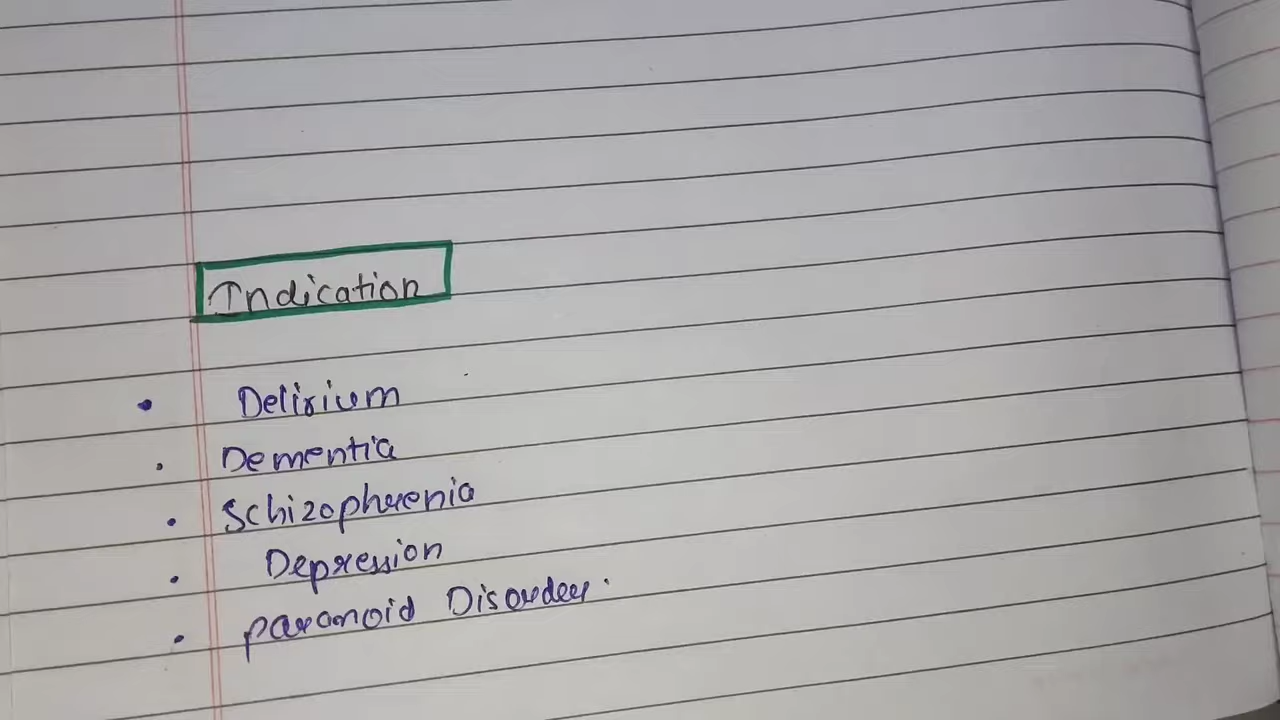 Indication
• Delirium
• Dementia
• Schizophrenia
• Depression
• Paranoid Disorder.